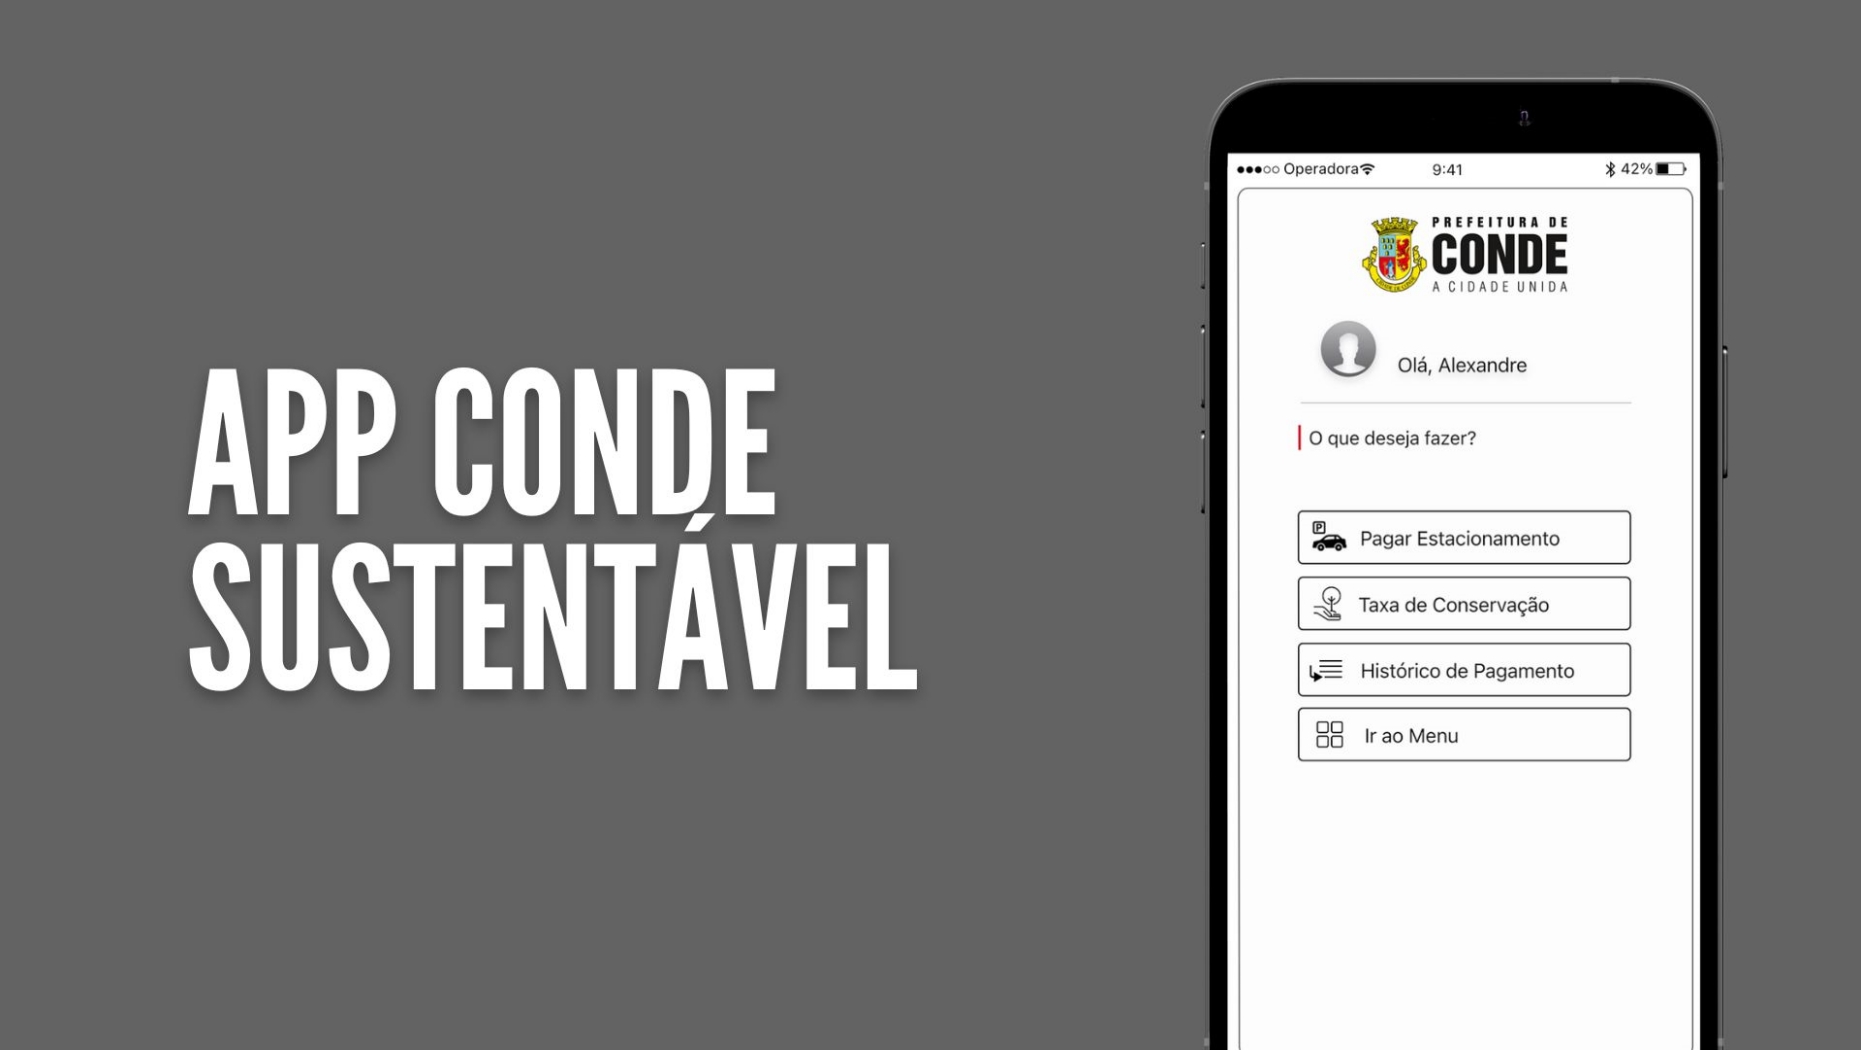 APP CONDE
SUSTENTÁVEL
Operadora 9:41 42%
PREFEITURA DE
CONDE
A CIDADE UNIDA
Olá, Alexandre
O que deseja fazer?
P
Pagar Estacionamento
Taxa de Conservação
Histórico de Pagamento
Ir ao Menu